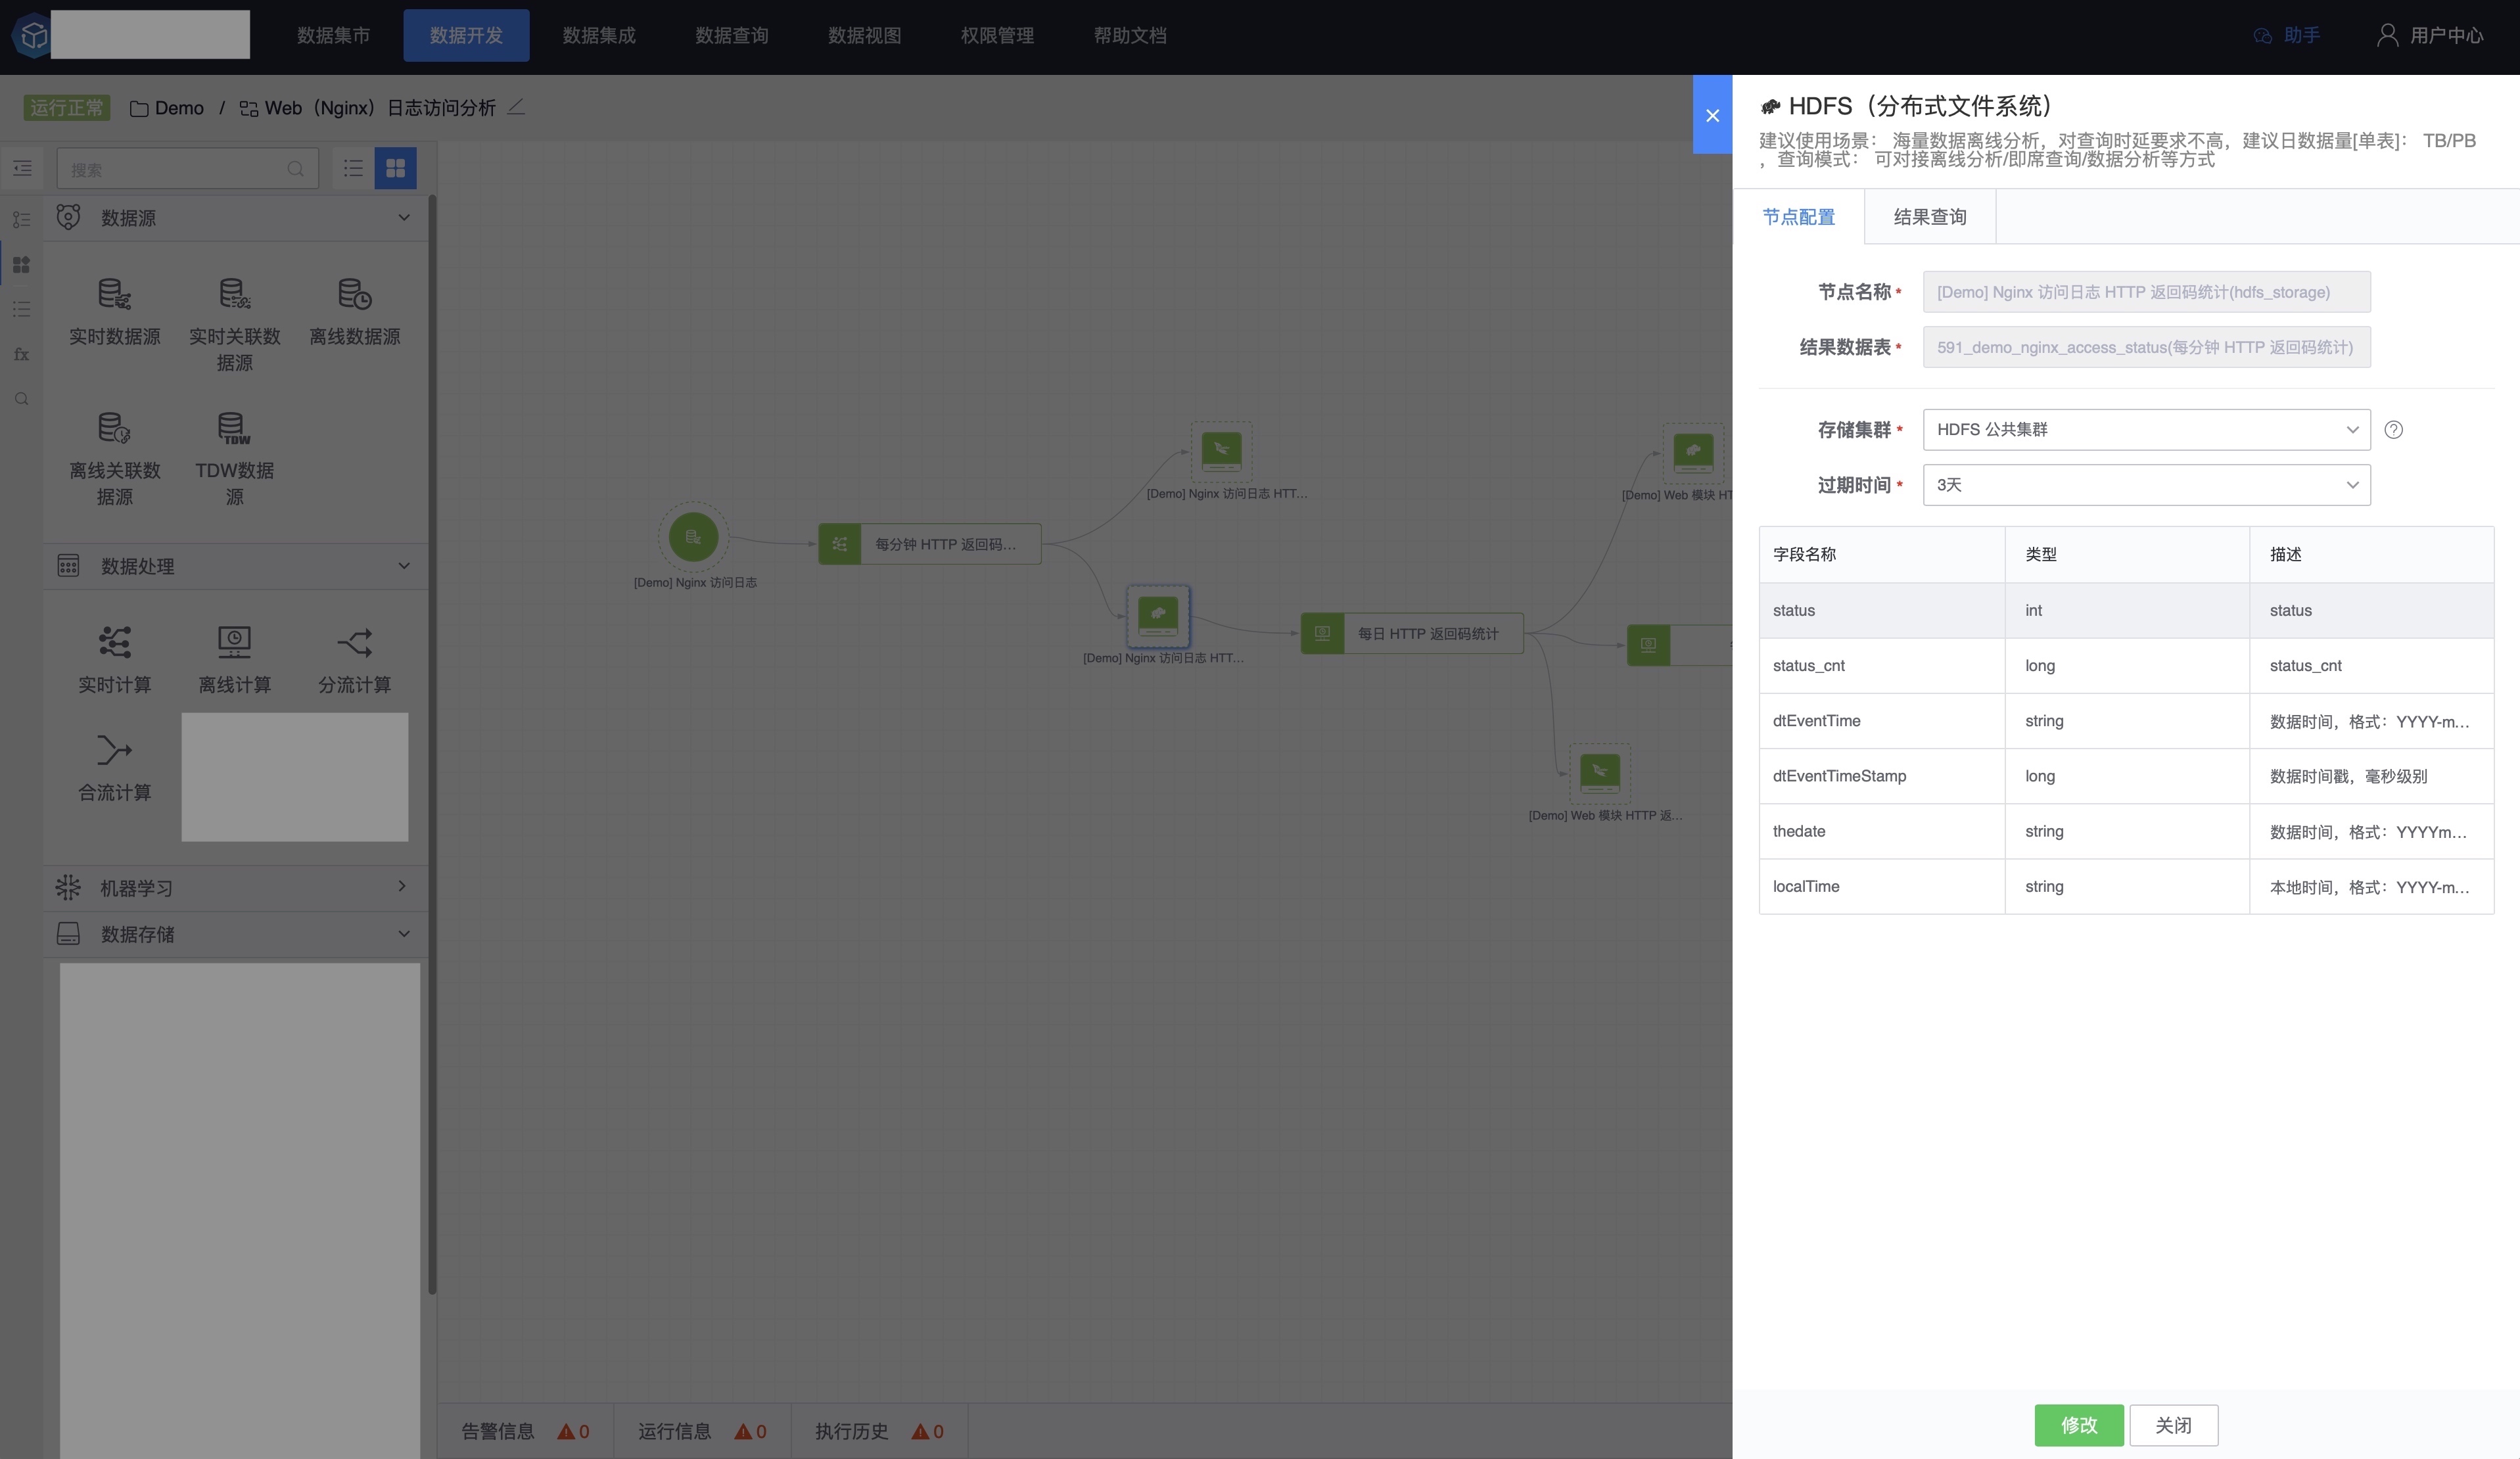 数据集市
数据开发
数据集成
数据查询
数据视图
权限管理
帮助文档
助手
用户中心
运行正常
Demo / Web（Nginx）日志访问分析
搜索
fx
数据源
实时数据源
实时关联数
据源
离线数据源
离线关联数
据源
TDW
TDW数据
源
数据处理
实时计算
离线计算
分流计算
合流计算
机器学习
数据存储
[Demo] Nginx 访问日志
每分钟 HTTP 返回码...
[Demo] Nginx 访问日志 HTT...
[Demo] Nginx 访问日志 HTT...
每日 HTTP 返回码统计
[Demo] Web 模块 HT
[Demo] Web 模块 HTTP 返...
告警信息 0
运行信息 0
执行历史 0
HDFS（分布式文件系统）
建议使用场景： 海量数据离线分析，对查询时延要求不高，建议日数据量[单表]： TB/PB
，查询模式： 可对接离线分析/即席查询/数据分析等方式
节点配置
结果查询
节点名称*
[Demo] Nginx 访问日志 HTTP 返回码统计(hdfs_storage)
结果数据表*
591_demo_nginx_access_status(每分钟 HTTP 返回码统计)
存储集群*
HDFS 公共集群
?
过期时间*
3天
字段名称 类型 描述
status int status
status_cnt long status_cnt
dtEventTime string 数据时间，格式：YYYY-m...
dtEventTimeStamp long 数据时间戳，毫秒级别
thedate string 数据时间，格式：YYYYm...
localTime string 本地时间，格式：YYYY-m...
修改
关闭